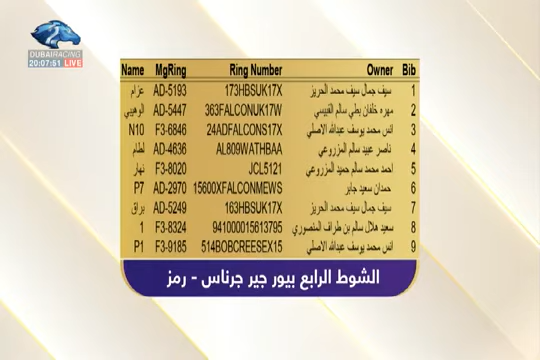 DUBAI RACING
20:07:51 LIVE
Name MgRing Ring Number Owner Bib
عزام AD-5193 173HBSUK17X سيف جمال سيف محمد الحريز 1
الوهيبي AD-5447 363FALCONUK17W مهره خلفان بطي سالم القبيسي 2
N10 F3-6846 24ADFALCONS17X انس محمد يوسف عبدالله الاصلي 3
لطام AD-4636 AL809WATHBAA ناصر عبيد سالم المزروعي 4
نهار F3-8020 JCL5121 احمد محمد سالم حميد المزروعي 5
P7 AD-2970 15600XFALCONMEWS حمدان سعيد جابر 6
براق AD-5249 163HBSUK17X سيف جمال سيف محمد الحريز 7
1 F3-8324 941000015613795 سعيد هلال سالم بن طراف المنصوري 8
P1 F3-9185 514BOBCREESEX15 انس محمد يوسف عبدالله الاصلي 9
الشوط الرابع بيور جير جرناس - رمز